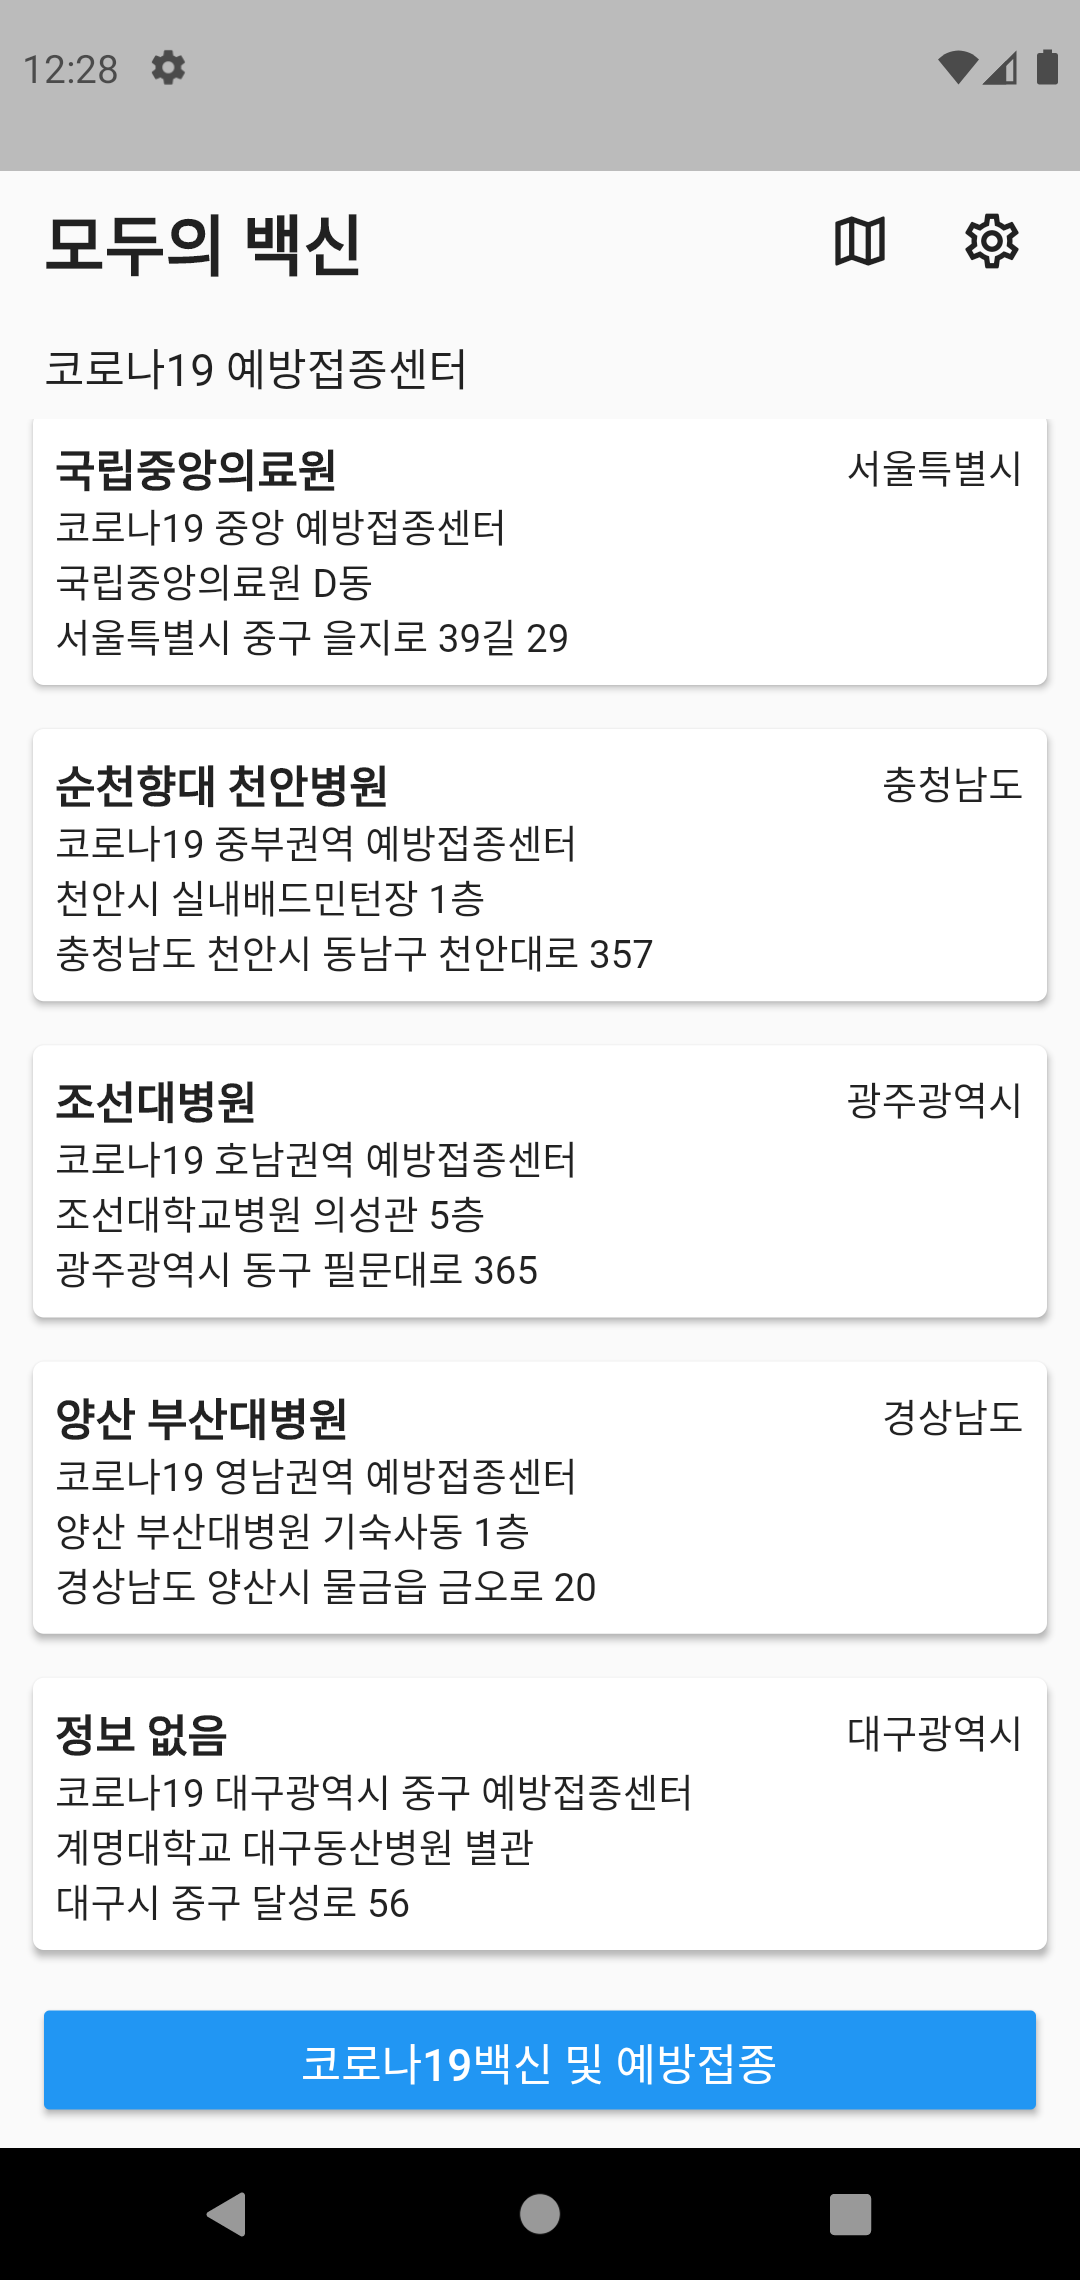 12:28
모두의 백신
코로나19 예방접종센터
국립중앙의료원 서울특별시
코로나19 중앙 예방접종센터
국립중앙의료원 D동
서울특별시 중구 을지로 39길 29
순천향대 천안병원 충청남도
코로나19 중부권역 예방접종센터
천안시 실내배드민턴장 1층
충청남도 천안시 동남구 천안대로 357
조선대병원 광주광역시
코로나19 호남권역 예방접종센터
조선대학교병원 의성관 5층
광주광역시 동구 필문대로 365
양산 부산대병원 경상남도
코로나19 영남권역 예방접종센터
양산 부산대병원 기숙사동 1층
경상남도 양산시 물금읍 금오로 20
정보 없음 대구광역시
코로나19 대구광역시 중구 예방접종센터
계명대학교 대구동산병원 별관
대구시 중구 달성로 56
코로나19백신 및 예방접종